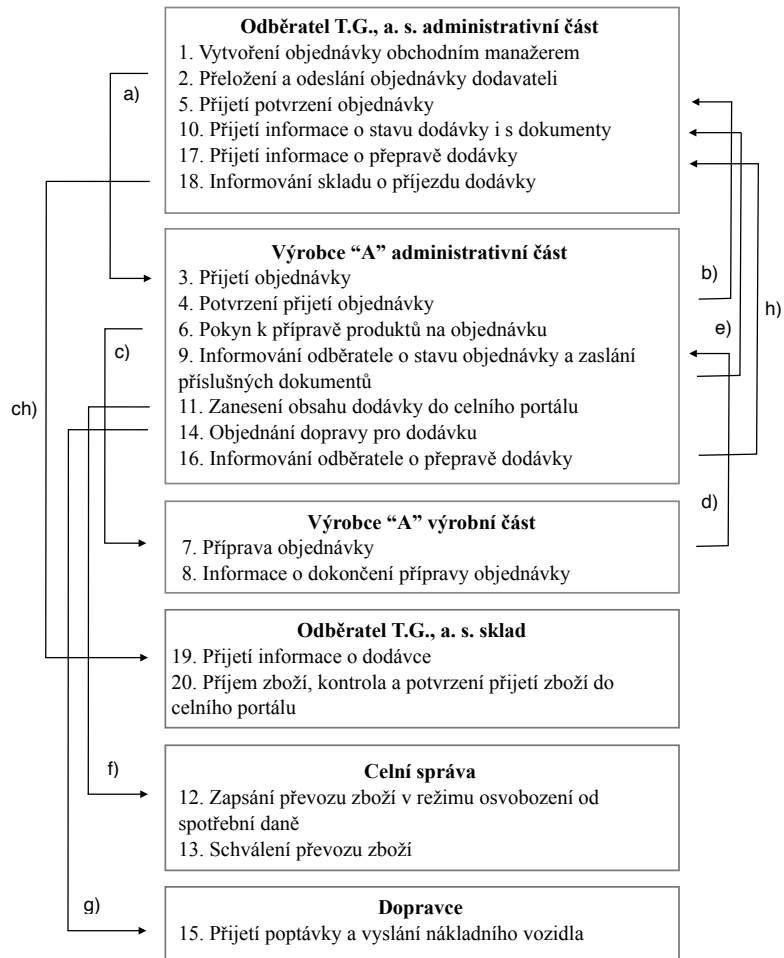 Odběratel T.G., a. s. administrativní část
1. Vytvoření objednávky obchodním manažerem
2. Přeložení a odeslání objednávky dodavateli
5. Přijetí potvrzení objednávky
10. Přijetí informace o stavu dodávky i s dokumenty
17. Přijetí informace o přepravě dodávky
18. Informování skladu o příjezdu dodávky
a)
Výrobce “A” administrativní část
3. Přijetí objednávky
4. Potvrzení přijetí objednávky
6. Pokyn k přípravě produktů na objednávku
9. Informování odběratele o stavu objednávky a zaslání
příslušných dokumentů
11. Zanesení obsahu dodávky do celního portálu
14. Objednání dopravy pro dodávku
16. Informování odběratele o přepravě dodávky
b)
h)
e)
c)
ch)
d)
Výrobce “A” výrobní část
7. Příprava objednávky
8. Informace o dokončení přípravy objednávky
Odběratel T.G., a. s. sklad
19. Přijetí informace o dodávce
20. Příjem zboží, kontrola a potvrzení přijetí zboží do
celního portálu
f)
Celní správa
12. Zapsání převozu zboží v režimu osvobození od
spotřební daně
13. Schválení převozu zboží
g)
Dopravce
15. Přijetí poptávky a vyslání nákladního vozidla